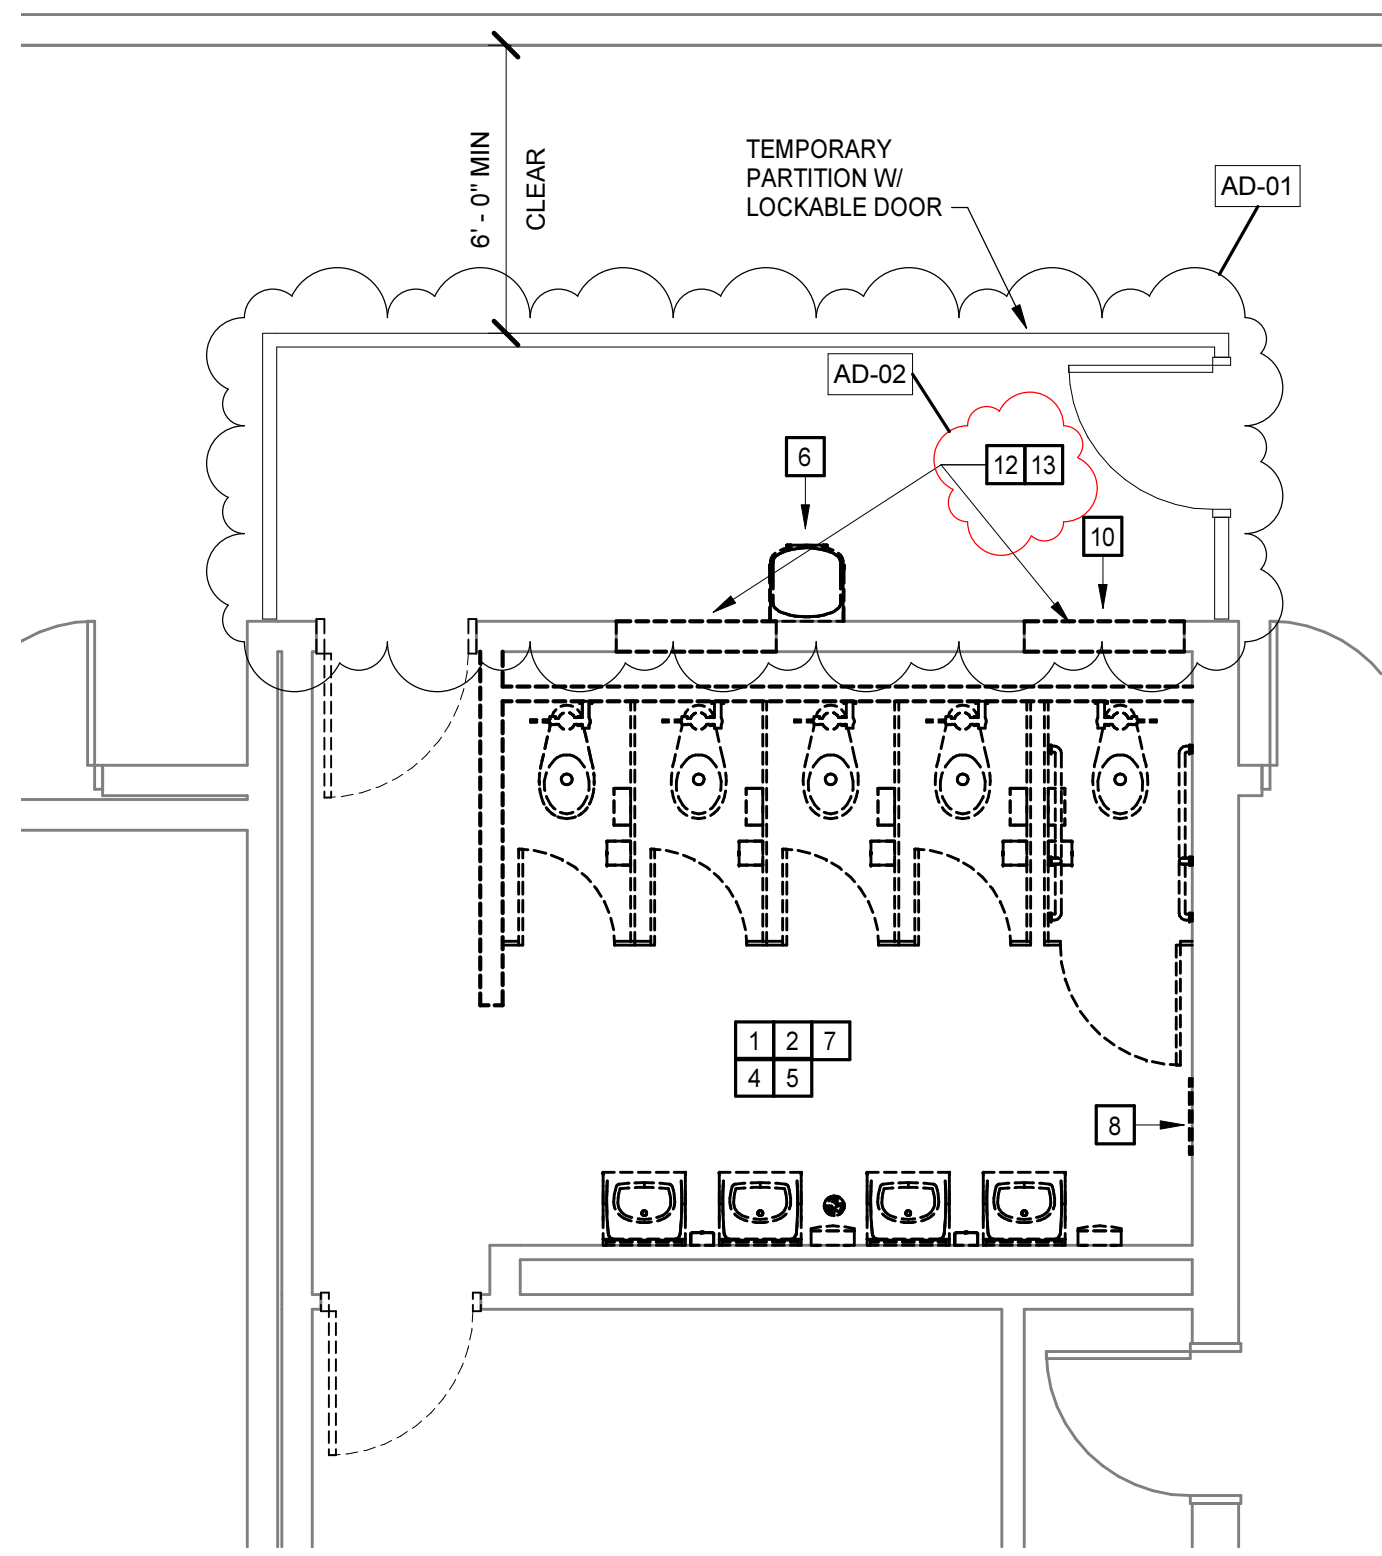 6' - 0" MIN
CLEAR
TEMPORARY
PARTITION W/
LOCKABLE DOOR
AD-01
AD-02
6
12 13
10
1 2 7
4 5
8